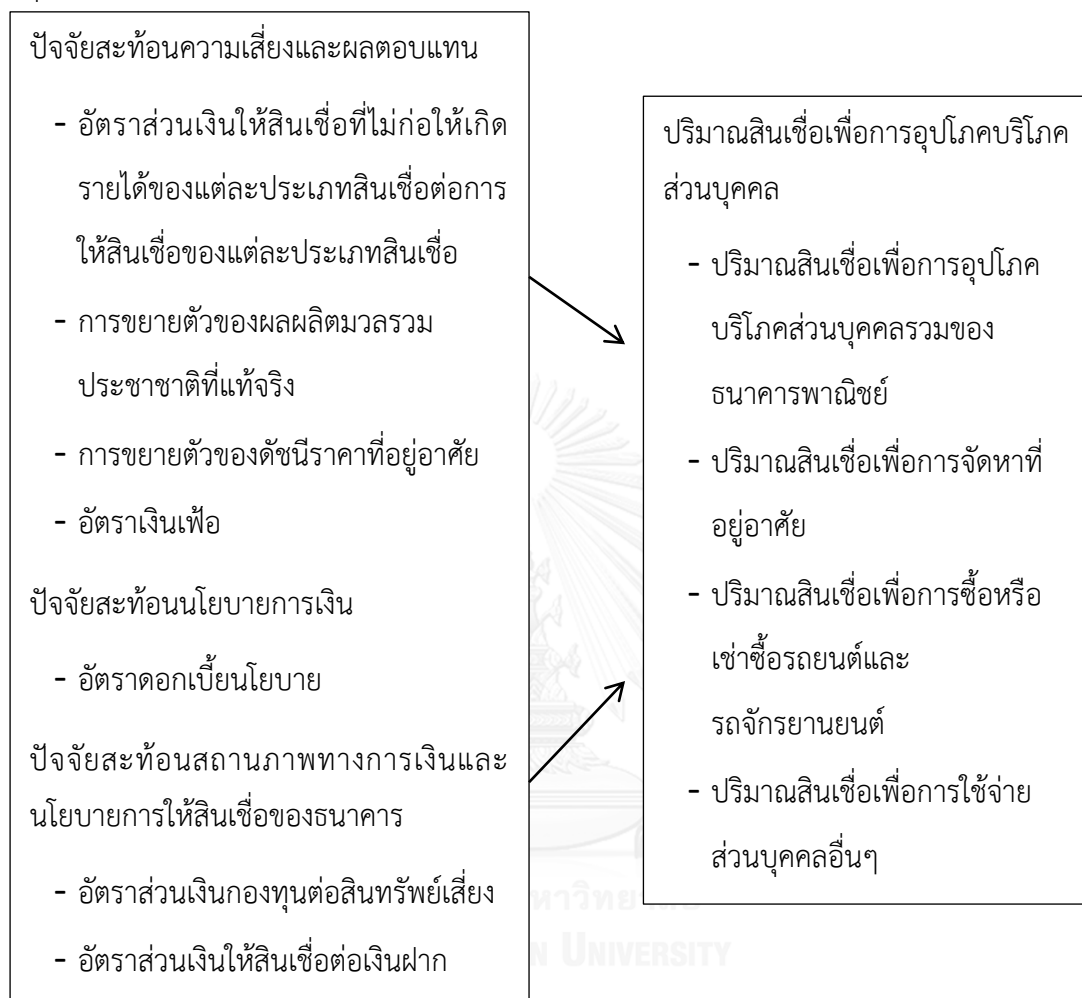 ปัจจัยสะท้อนความเสี่ยงและผลตอบแทน
- อัตราส่วนเงินให้สินเชื่อที่ไม่ก่อให้เกิด
รายได้ของแต่ละประเภทสินเชื่อต่อการ
ให้สินเชื่อของแต่ละประเภทสินเชื่อ
- การขยายตัวของผลผลิตมวลรวม
ประชาชาติที่แท้จริง
- การขยายตัวของดัชนีราคาที่อยู่อาศัย
- อัตราเงินเฟ้อ
ปัจจัยสะท้อนนโยบายการเงิน
- อัตราดอกเบี้ยนโยบาย
ปัจจัยสะท้อนสถานภาพทางการเงินและ
นโยบายการให้สินเชื่อของธนาคาร
- อัตราส่วนเงินกองทุนต่อสินทรัพย์เสี่ยง
- อัตราส่วนเงินให้สินเชื่อต่อเงินฝาก
ปริมาณสินเชื่อเพื่อการอุปโภคบริโภค
ส่วนบุคคล
- ปริมาณสินเชื่อเพื่อการอุปโภค
บริโภคส่วนบุคคลรวมของ
ธนาคารพาณิชย์
- ปริมาณสินเชื่อเพื่อการจัดหาที่
อยู่อาศัย
- ปริมาณสินเชื่อเพื่อการซื้อหรือ
เช่าซื้อรถยนต์และ
รถจักรยานยนต์
- ปริมาณสินเชื่อเพื่อการใช้จ่าย
ส่วนบุคคลอื่นๆ
UNIVERSITY